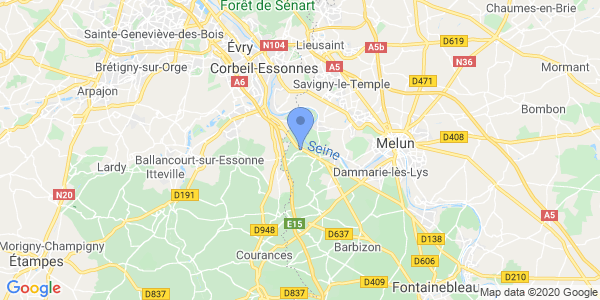 Forêt de Sénart
Chaumes-en-Brie
Sainte-Geneviève-des-Bois
Évry
N104
Lieusaint
A5b
D619
Brétigny-sur-Orge
Corbeil-Essonnes
A5
N36
Mormant
A6
Savigny-le-Temple
D471
Arpajon
Bombon
Seine
Melun
D408
Lardy
Ballancourt-sur-Essonne
Itteville
Dammarie-les-Lys
N20
D191
A5
E15
D948
D637
D138
Morigny-Champigny
Étampes
Courances
Barbizon
D606
D210
D837
D837
D409
Fontainebleau
Google
Map data ©2020 Google